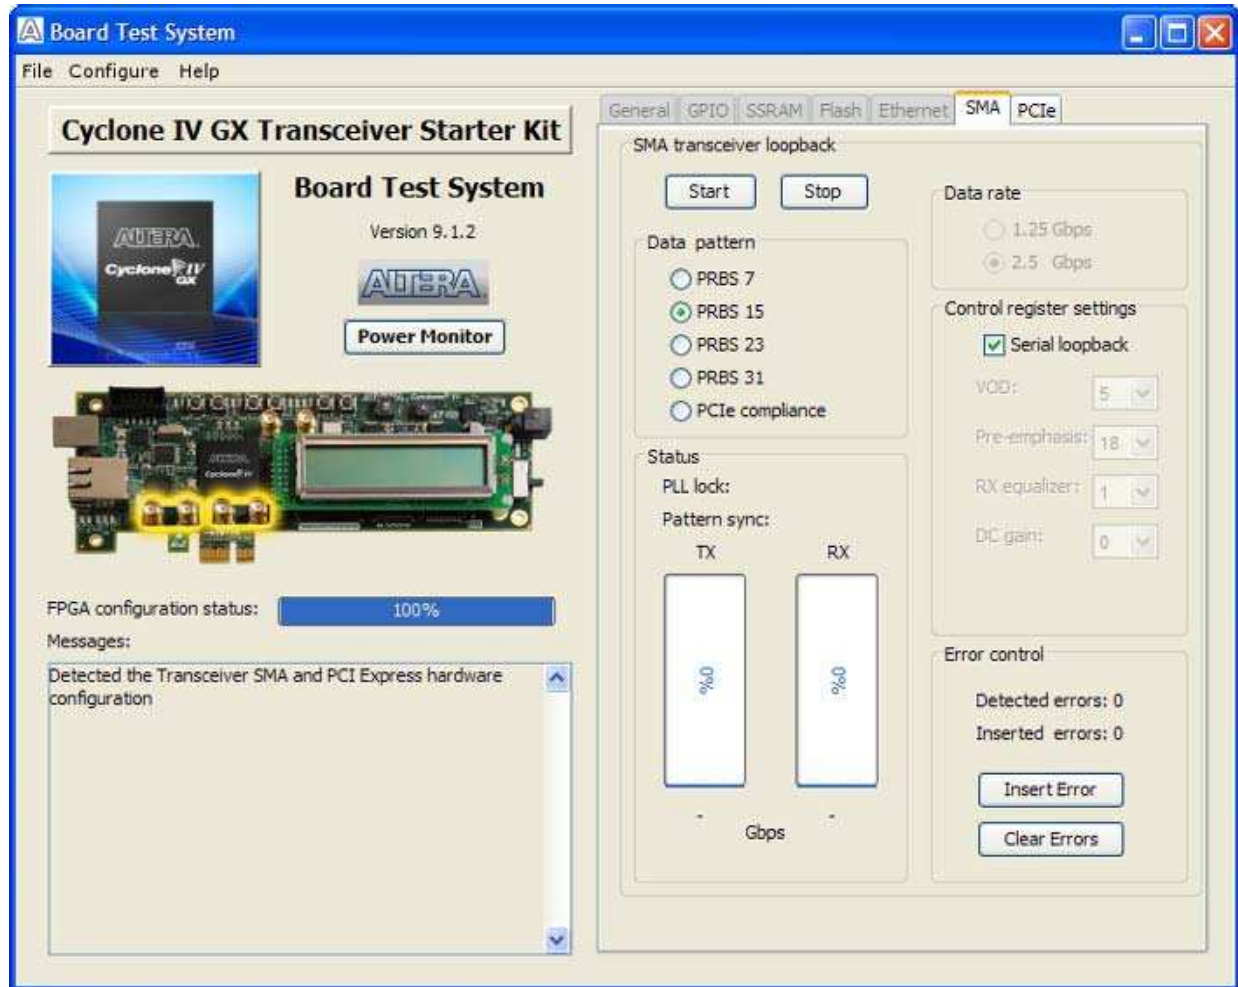 Board Test System
File Configure Help
Cyclone IV GX Transceiver Starter Kit
ALTERA
Cyclone IV
GX
Board Test System
Version 9.1.2
ALTERA
Power Monitor
ALTERA
Cyclone IV
FPGA configuration status: 100%
Messages:
Detected the Transceiver SMA and PCI Express hardware
configuration
General GPIO SSRAM Flash Ethernet SMA PCIe
SMA transceiver loopback
Start Stop
Data pattern
PRBS 7
PRBS 15
PRBS 23
PRBS 31
PCIe compliance
Status
PLL lock:
Pattern sync:
TX RX
0% 0%
- -
Gbps
Data rate
1.25 Gbps
2.5 Gbps
Control register settings
Serial loopback
VOD: 5
Pre-emphasis: 18
RX equalizer: 1
DC gain: 0
Error control
Detected errors: 0
Inserted errors: 0
Insert Error
Clear Errors